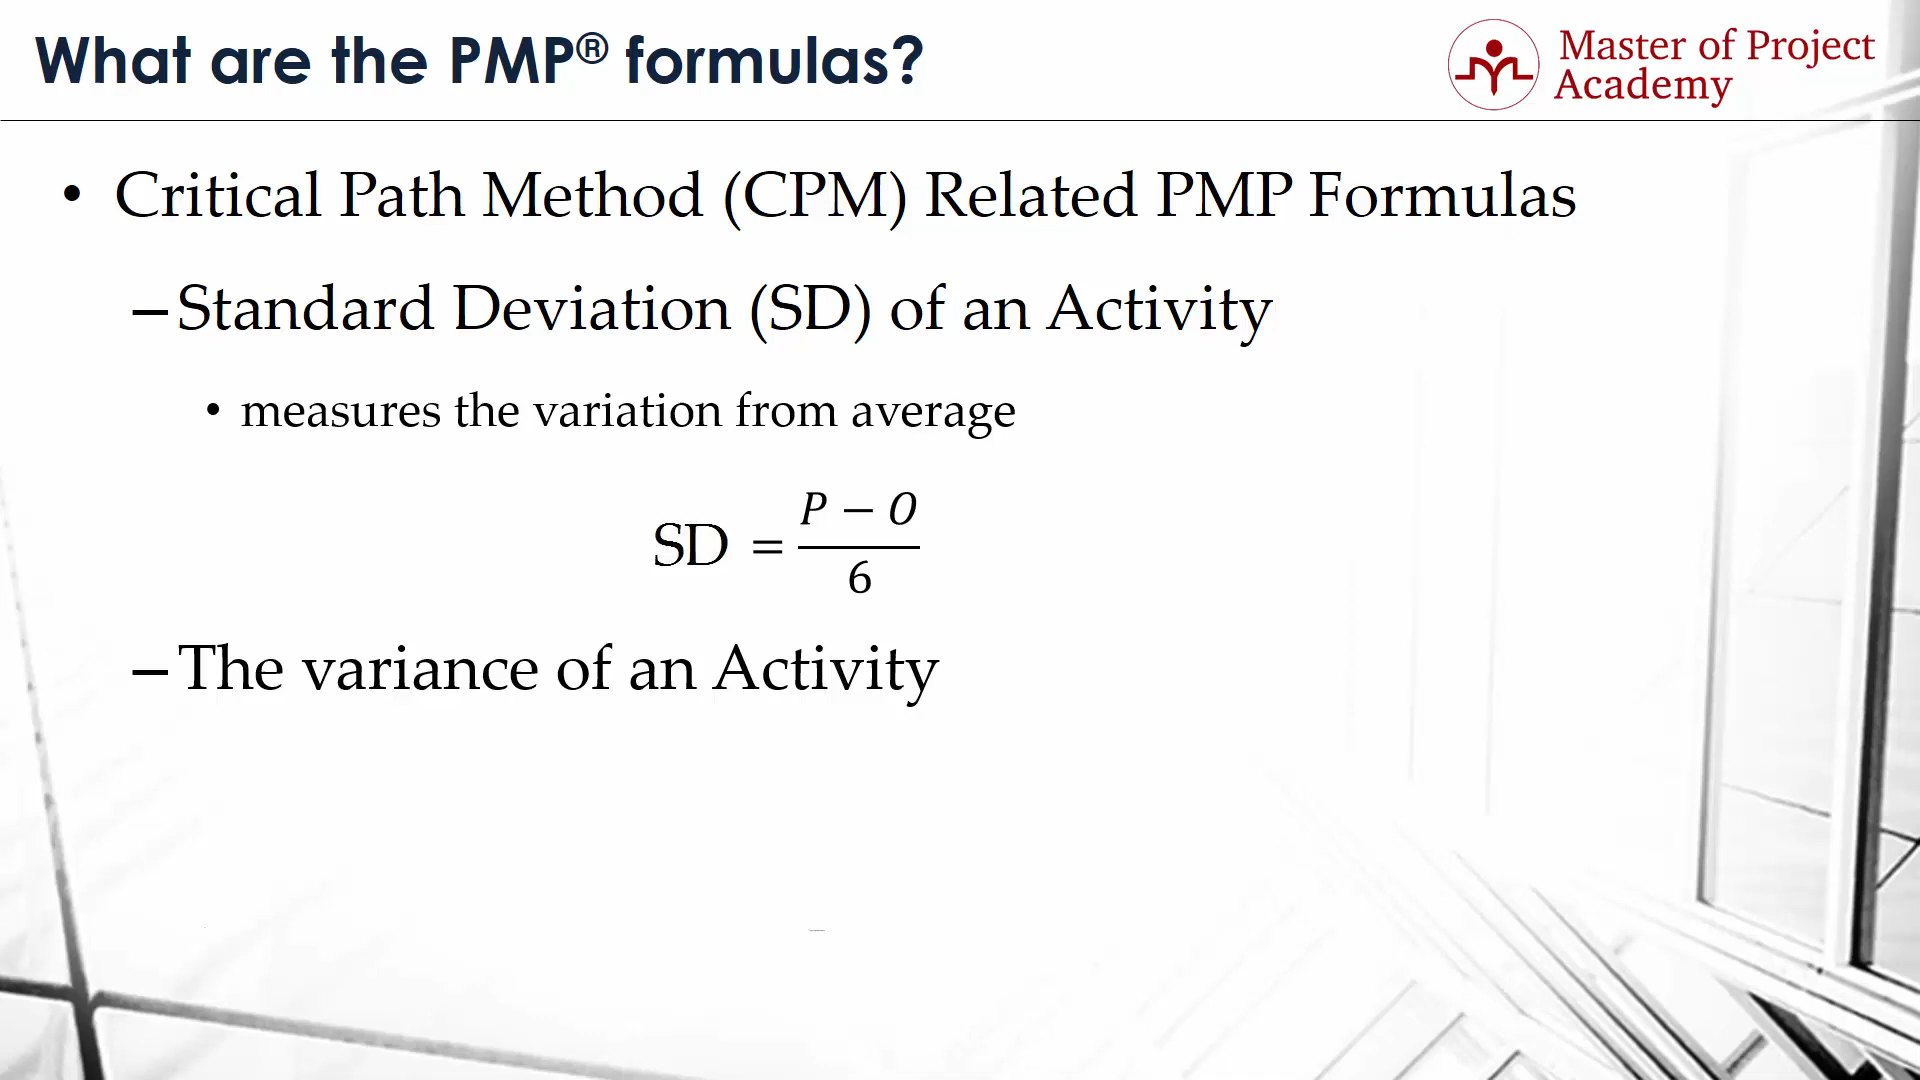 What are the PMP® formulas?
Master of Project
Academy
• Critical Path Method (CPM) Related PMP Formulas
–Standard Deviation (SD) of an Activity
• measures the variation from average
SD = \frac{P − O}{6}
–The variance of an Activity